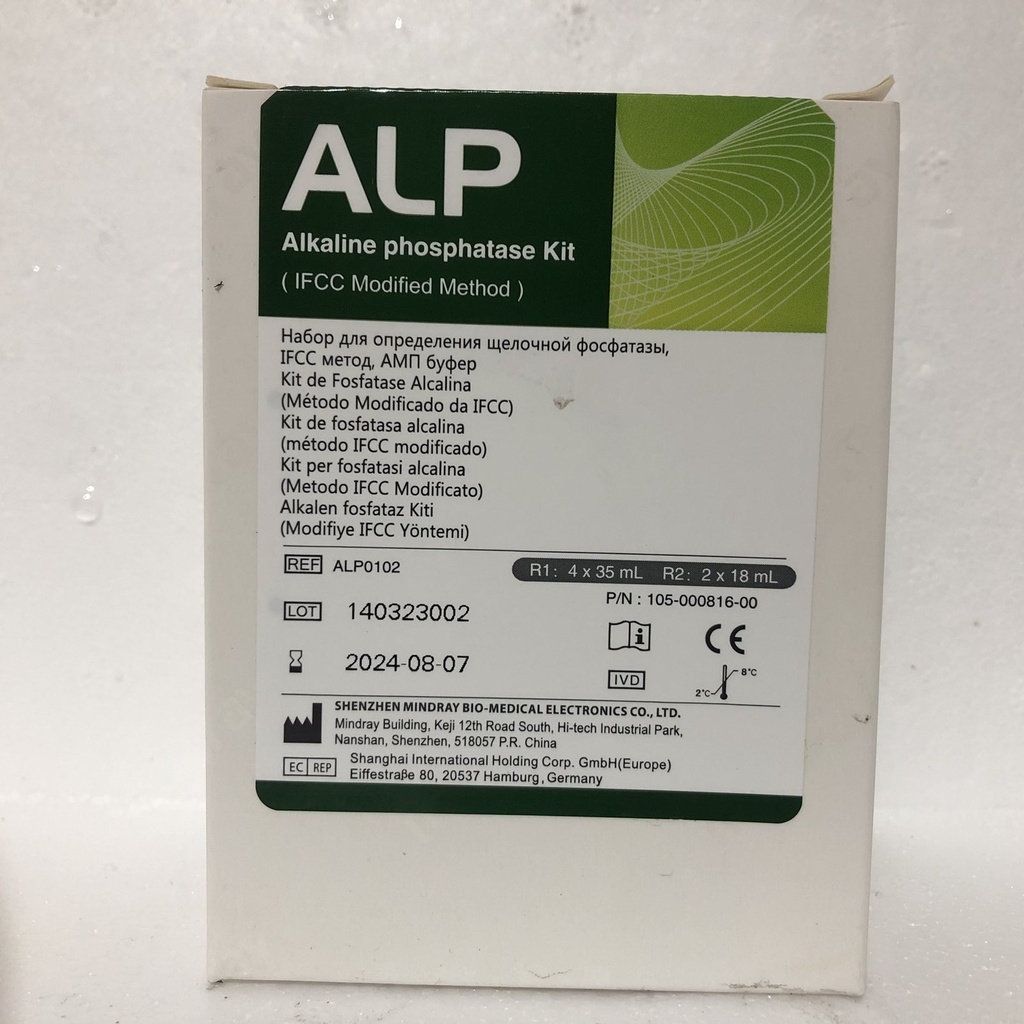 ALP
Alkaline phosphatase Kit
( IFCC Modified Method )
Набор для определения щелочной фосфатазы,
IFCC метод, АМП буфер
Kit de Fosfatase Alcalina
(Método Modificado da IFCC)
Kit de fosfatasa alcalina
(método IFCC modificado)
Kit per fosfatasi alcalina
(Metodo IFCC Modificato)
Alkalen fosfataz Kiti
(Modifiye IFCC Yöntemi)
REF ALP0102
R1: 4 x 35 mL R2: 2 x 18 mL
P/N : 105-000816-00
LOT 140323002
i CE
2024-08-07
IVD 2°C 8°C
SHENZHEN MINDRAY BIO-MEDICAL ELECTRONICS CO., LTD.
Mindray Building, Keji 12th Road South, Hi-tech Industrial Park,
Nanshan, Shenzhen, 518057 P.R. China
EC REP Shanghai International Holding Corp. GmbH(Europe)
Eiffestraße 80, 20537 Hamburg, Germany